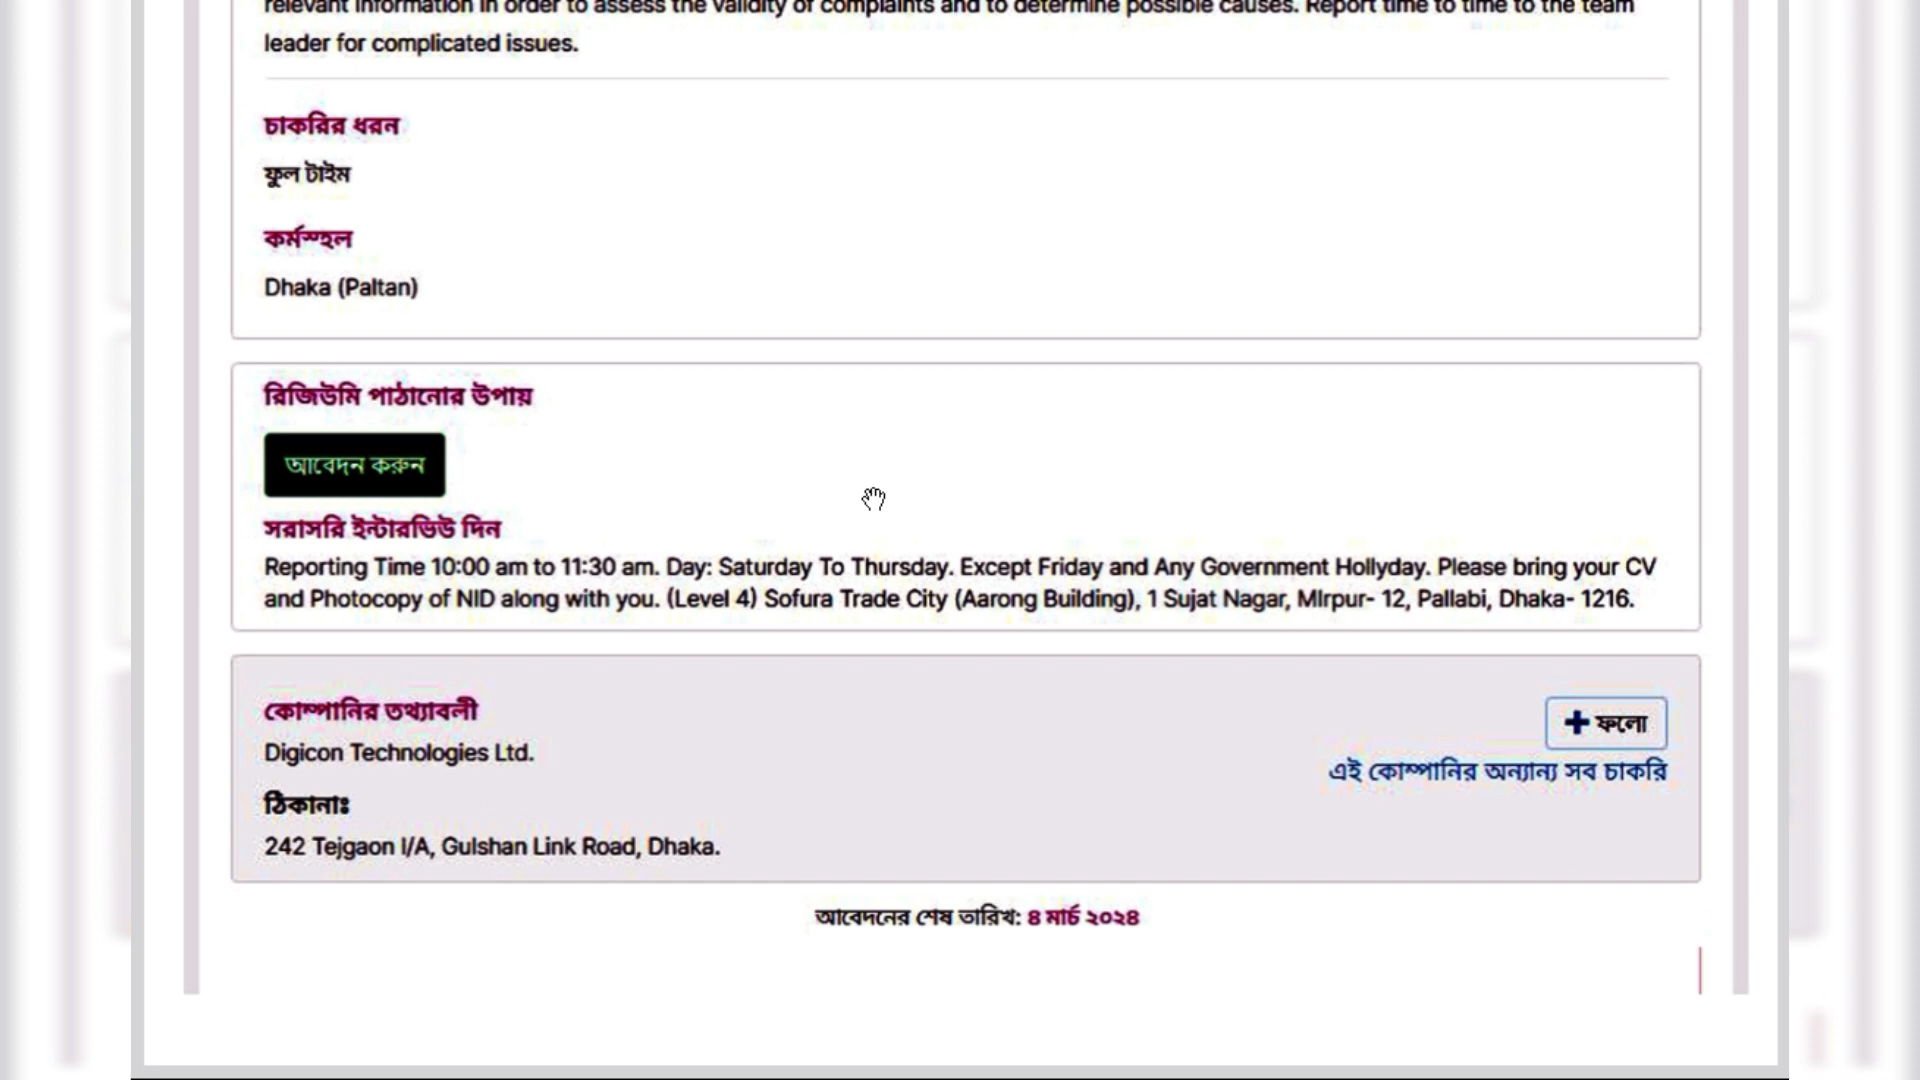 relevant information in order to assess the validity of complaints and to determine possible causes. Report time to time to the team
leader for complicated issues.
চাকরির ধরন
ফুল টাইম
কর্মস্হল
Dhaka (Paltan)
রিজিউমি পাঠানোর উপায়
আবেদন করুন
সরাসরি ইন্টারভিউ দিন
Reporting Time 10:00 am to 11:30 am. Day: Saturday To Thursday. Except Friday and Any Government Hollyday. Please bring your CV
and Photocopy of NID along with you. (Level 4) Sofura Trade City (Aarong Building), 1 Sujat Nagar, MIrpur- 12, Pallabi, Dhaka- 1216.
কোম্পানির তথ্যাবলী
Digicon Technologies Ltd.
ঠিকানাঃ
242 Tejgaon I/A, Gulshan Link Road, Dhaka.
+ ফলো
এই কোম্পানির অন্যান্য সব চাকরি
আবেদনের শেষ তারিখ: ৪ মার্চ ২০২৪